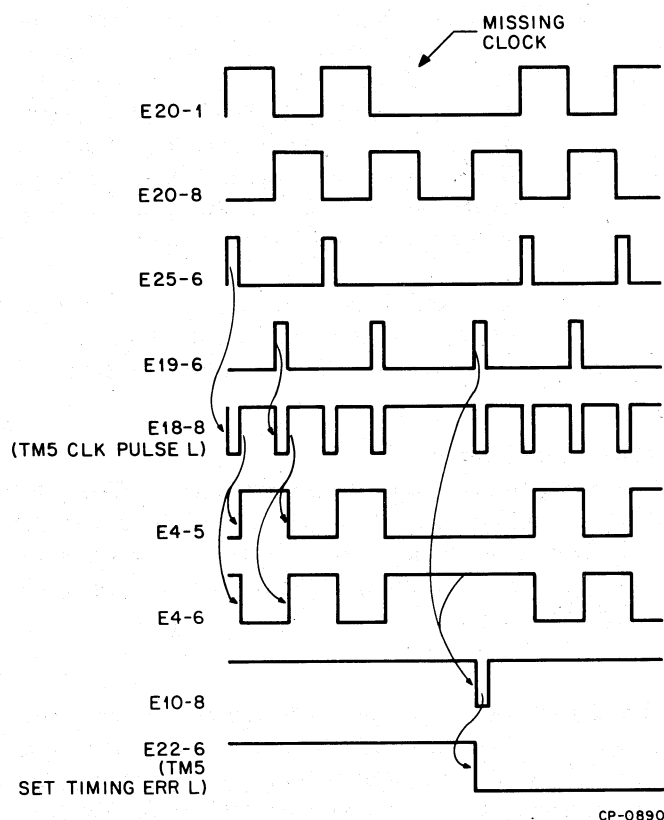 MISSING
CLOCK
E20-1
E20-8
E25-6
E19-6
E18-8
(TM5 CLK PULSE L)
E4-5
E4-6
E10-8
E22-6
(TM5
SET TIMING ERR L)
CP-0890